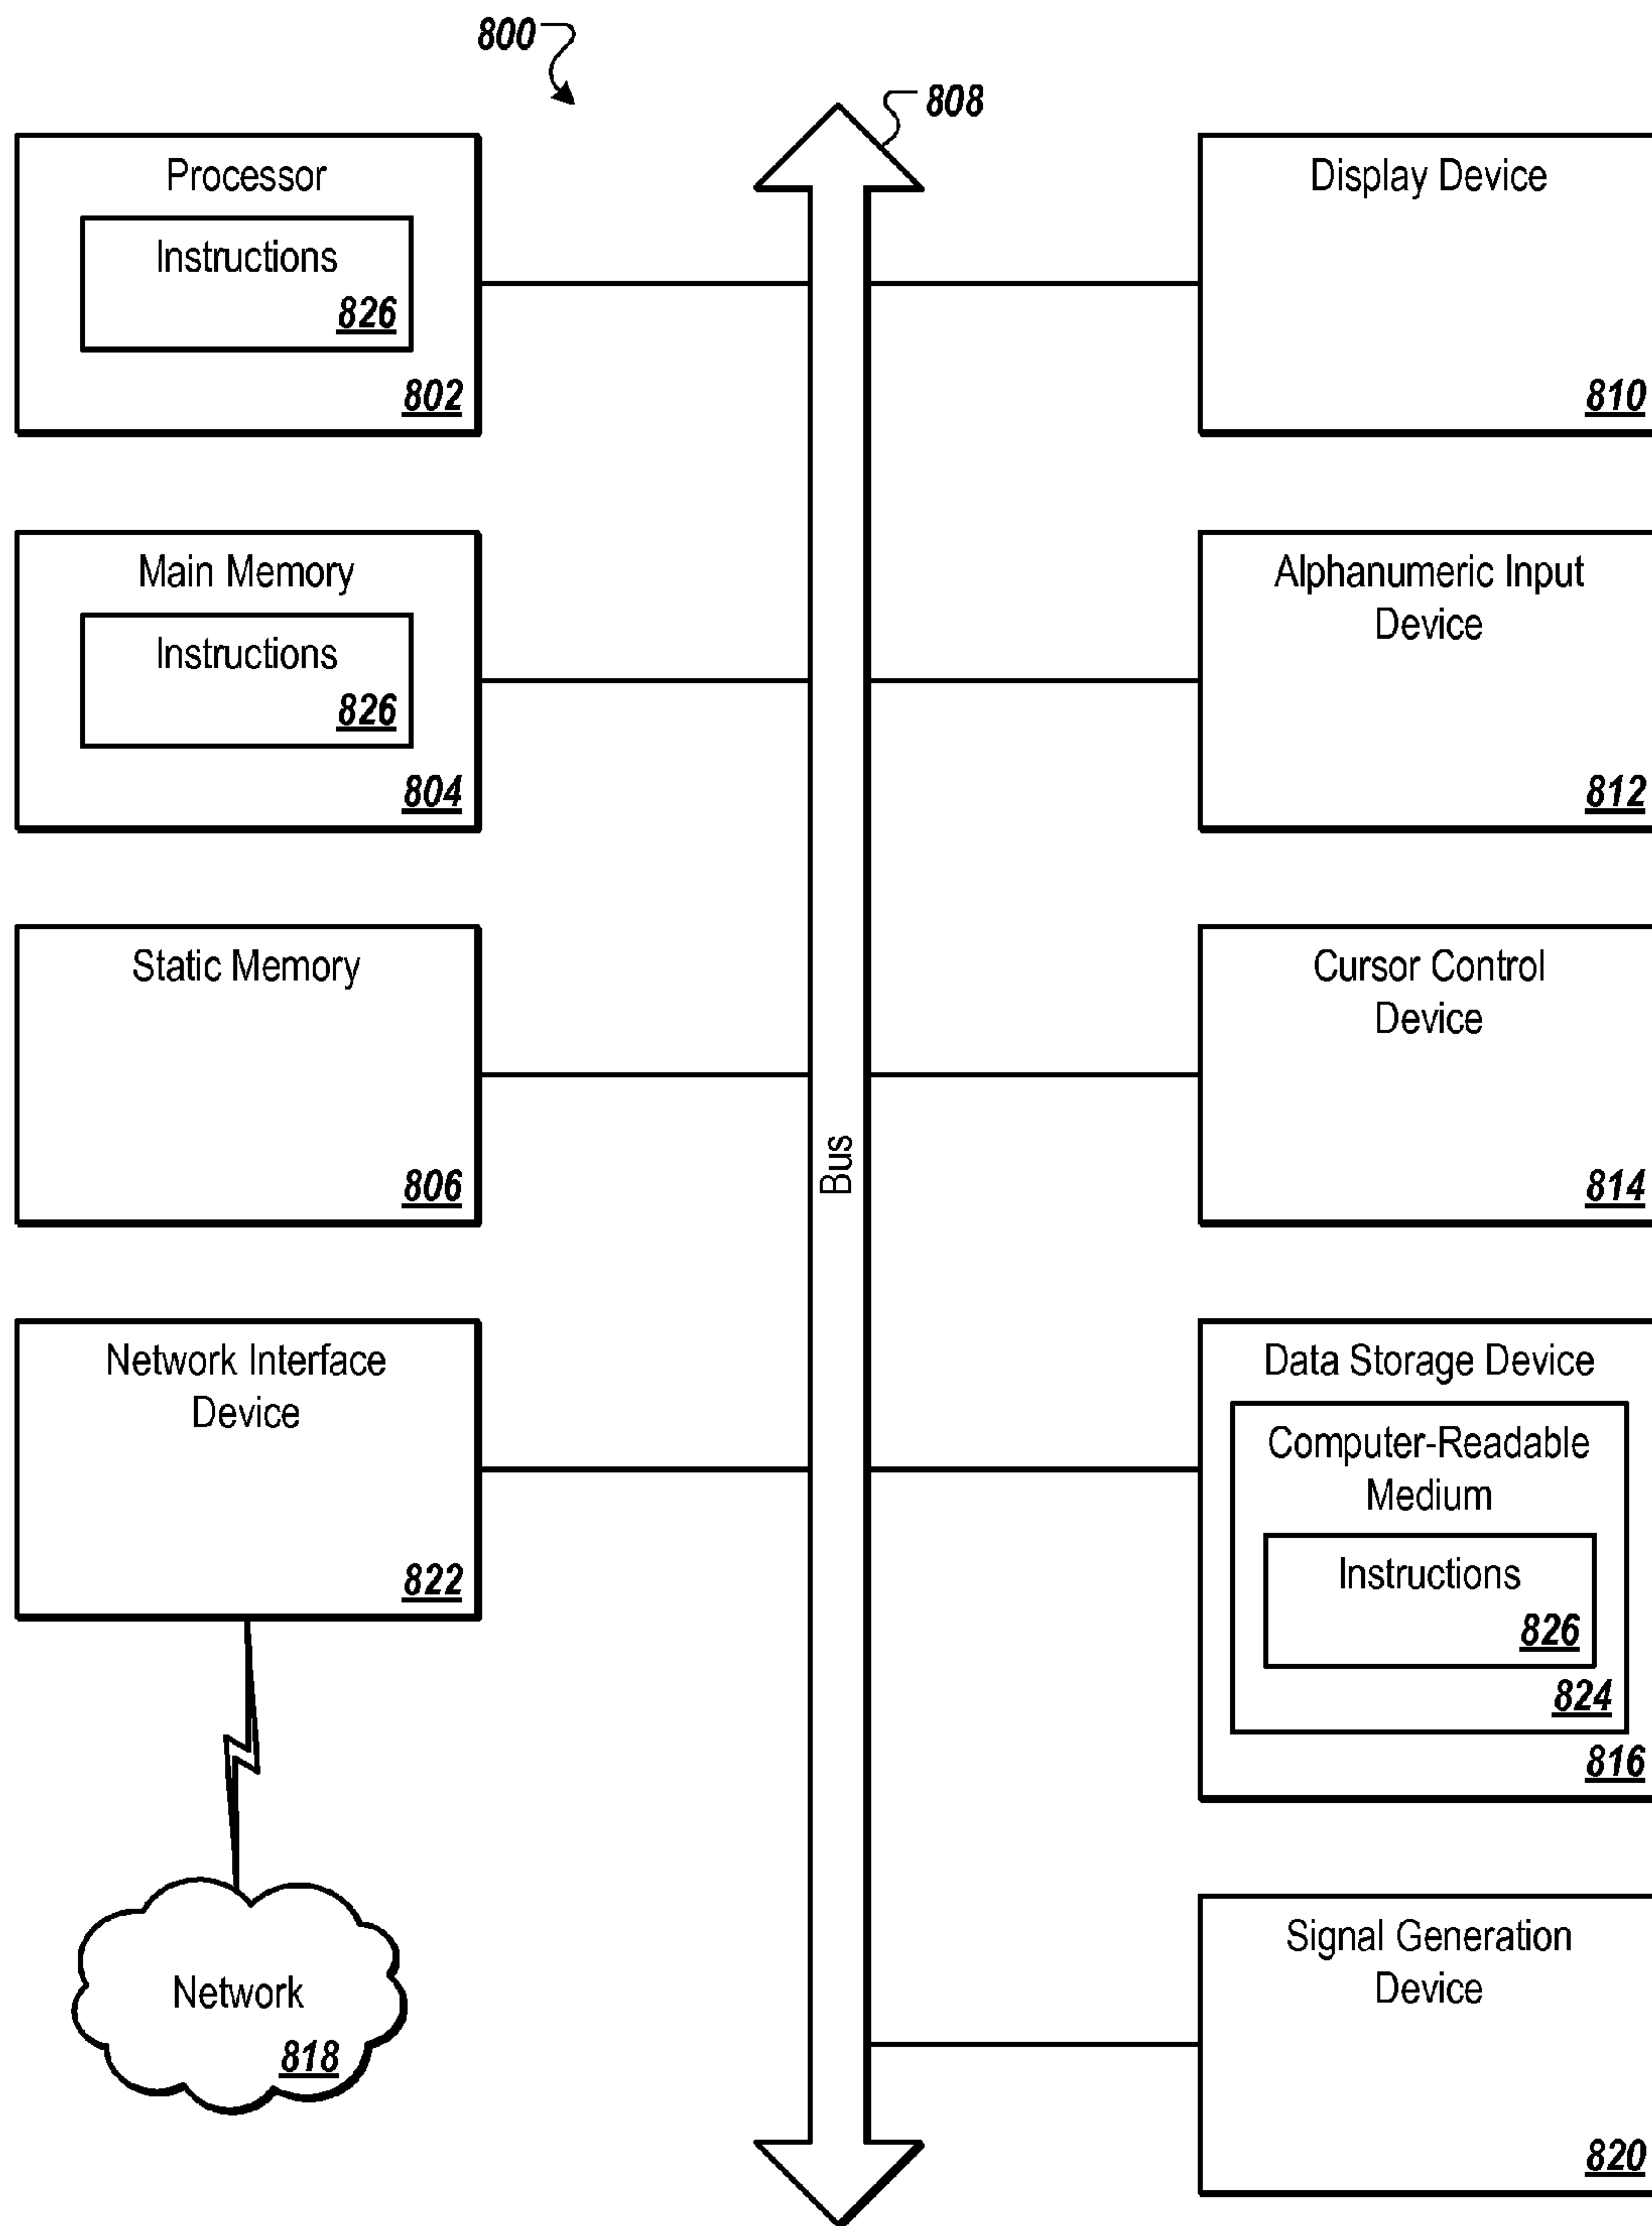 800
808
Processor
Instructions
826
802
Main Memory
Instructions
826
804
Static Memory
806
Network Interface
Device
822
Network
818
Bus
Display Device
810
Alphanumeric Input
Device
812
Cursor Control
Device
814
Data Storage Device
Computer-Readable
Medium
Instructions
826
824
816
Signal Generation
Device
820